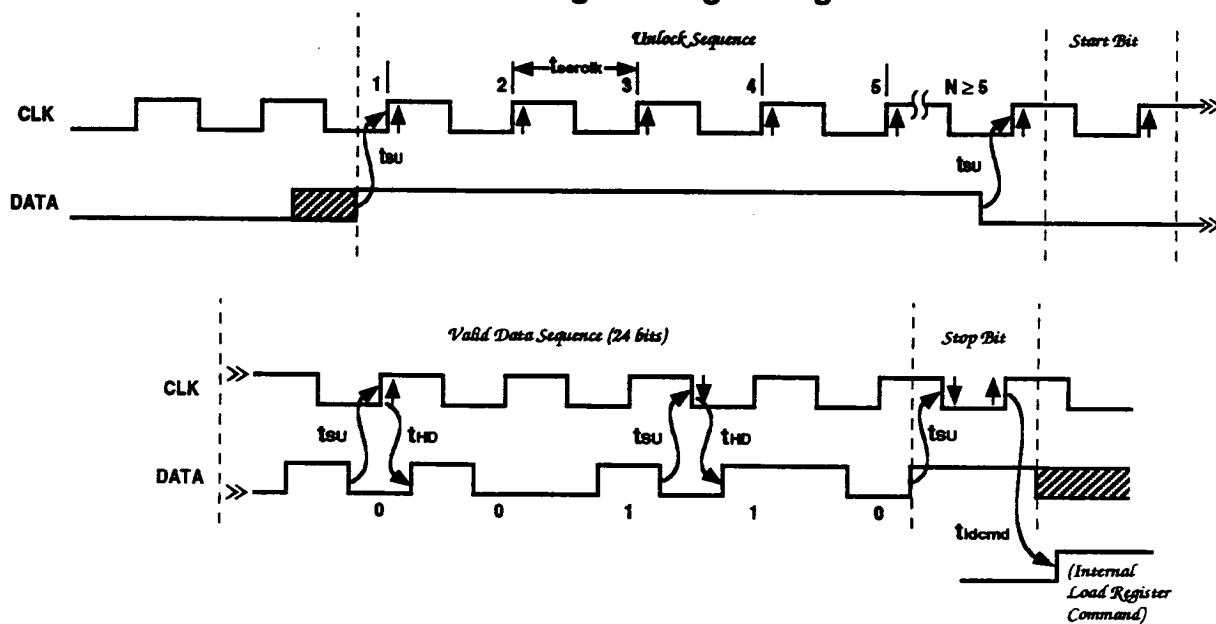 Unlock Sequence
Start Bit
tserclk
1 2 3 4 5 N ≥ 5
CLK
tSU
tSU
DATA
Valid Data Sequence (24 bits)
Stop Bit
CLK
tSU
tHD
tSU
tHD
tSU
DATA
0 0 1 1 0
tldcmd
(Internal
Load Register
Command)